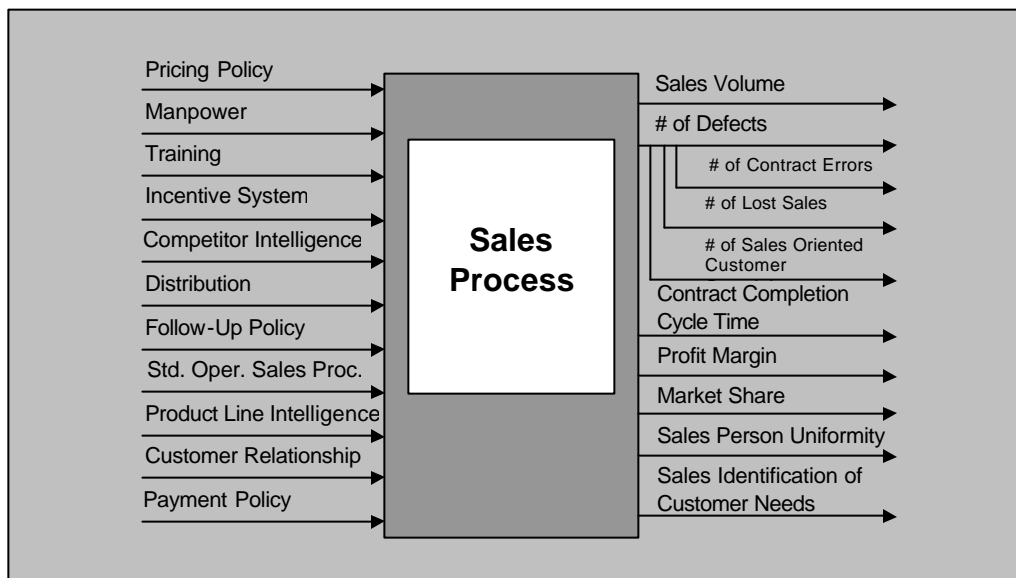 Pricing Policy
Manpower
Training
Incentive System
Competitor Intelligence
Distribution
Follow-Up Policy
Std. Oper. Sales Proc.
Product Line Intelligence
Customer Relationship
Payment Policy
Sales
Process
Sales Volume
# of Defects
# of Contract Errors
# of Lost Sales
# of Sales Oriented
Customer
Contract Completion
Cycle Time
Profit Margin
Market Share
Sales Person Uniformity
Sales Identification of
Customer Needs